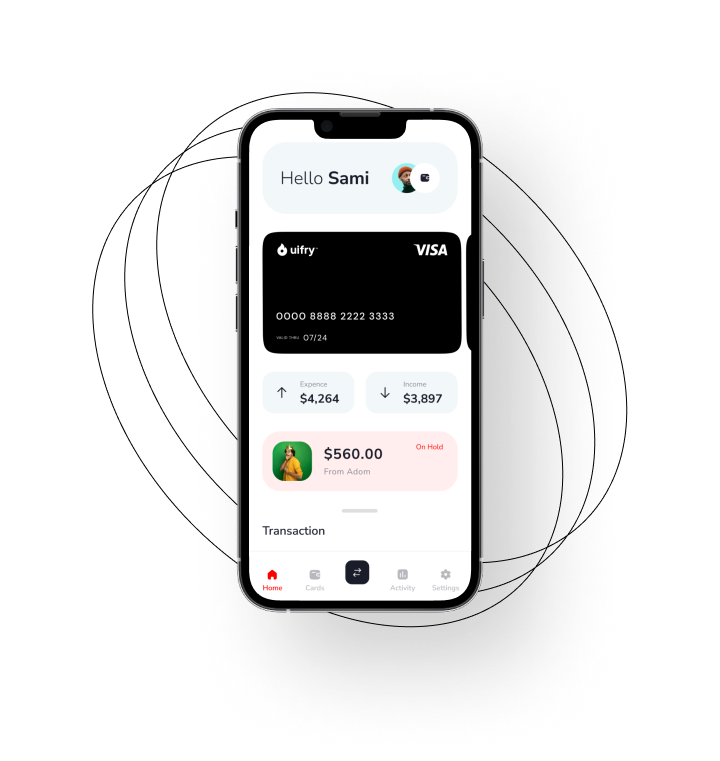 Hello Sami
uifry
VISA
0000 8888 2222 3333
VALID THRU 07/24
Expence
$4,264
Income
$3,897
$560.00
From Adom
On Hold
Transaction
Home
Cards
Activity
Settings